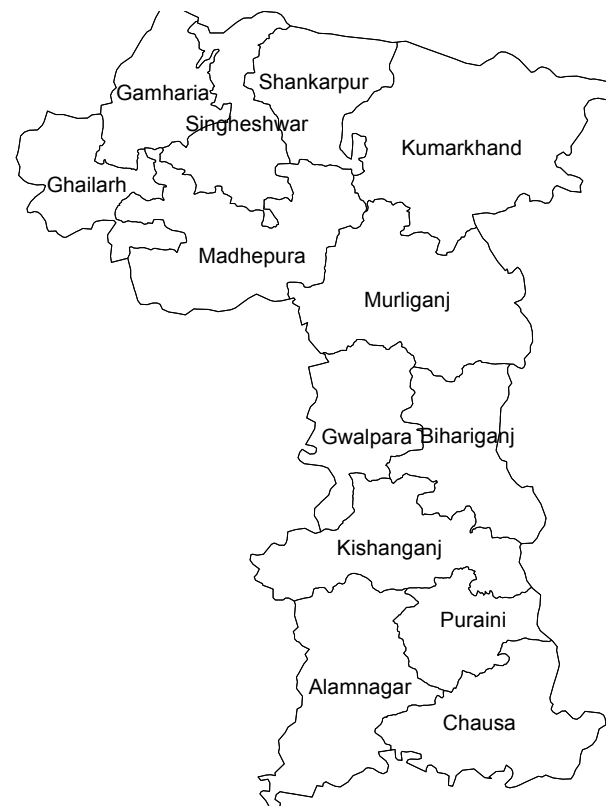 Shankarpur
Gamharia
Singheshwar
Kumarkhand
Ghailarh
Madhepura
Murliganj
Gwalpara
Bihariganj
Kishanganj
Puraini
Alamnagar
Chausa